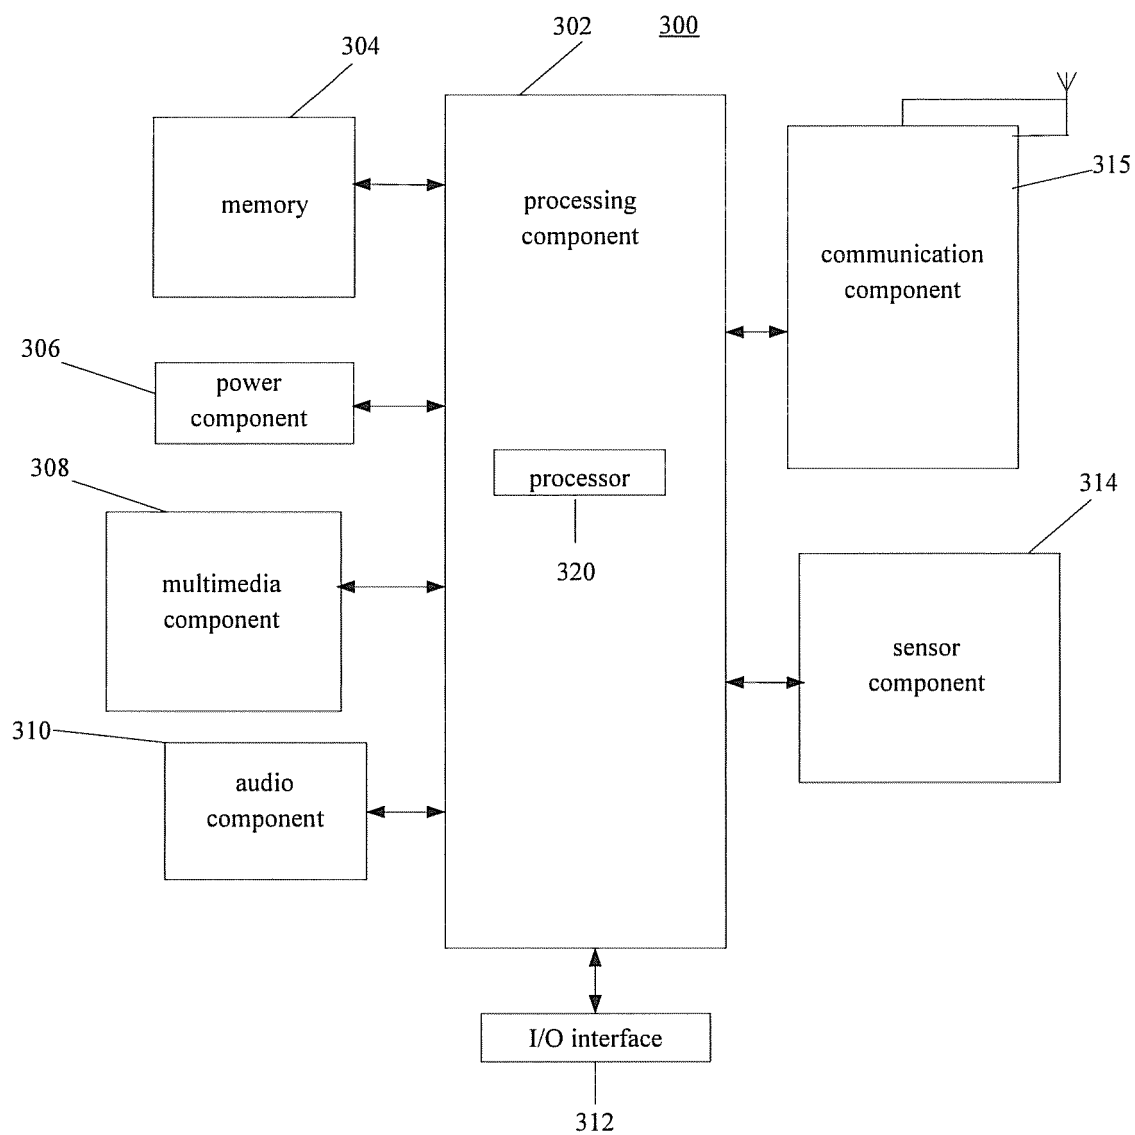 302
300
304
315
memory
processing
component
communication
component
306
power
component
308
processor
314
320
multimedia
component
sensor
component
310
audio
component
I/O interface
312